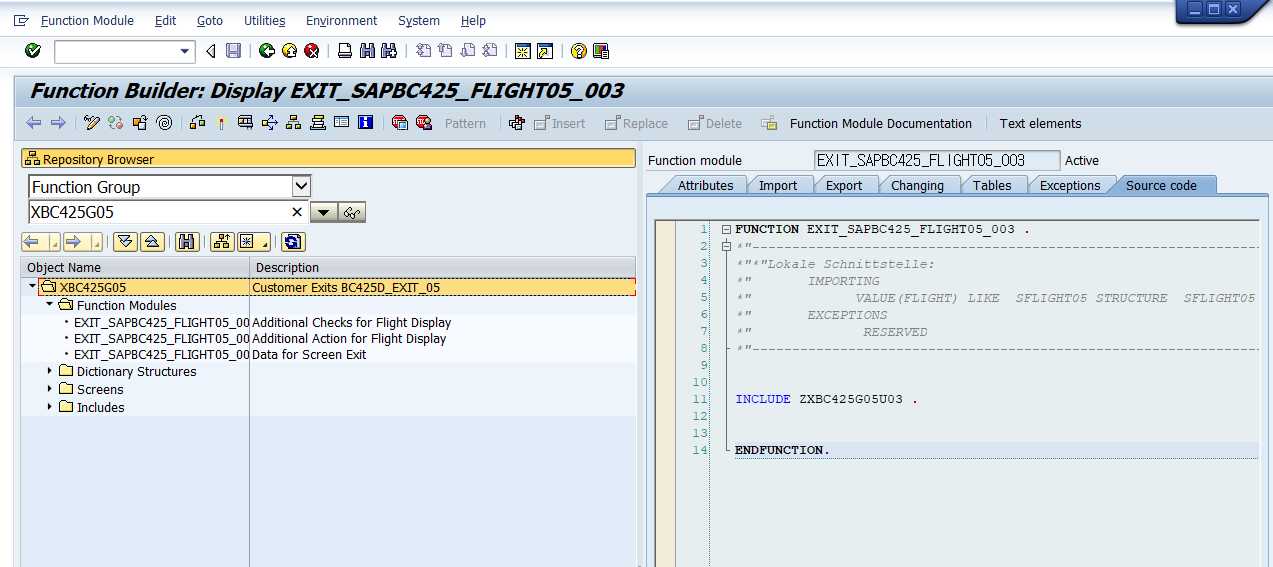 Function Module Edit Goto Utilities Environment System Help
Function Builder: Display EXIT_SAPBC425_FLIGHT05_003
Pattern Insert Replace Delete Function Module Documentation Text elements
Repository Browser
Function Group
XBC425G05
Object Name Description
XBC425G05 Customer Exits BC425D_EXIT_05
Function Modules
EXIT_SAPBC425_FLIGHT05_00 Additional Checks for Flight Display
EXIT_SAPBC425_FLIGHT05_00 Additional Action for Flight Display
EXIT_SAPBC425_FLIGHT05_00 Data for Screen Exit
Dictionary Structures
Screens
Includes
Function module EXIT_SAPBC425_FLIGHT05_003 Active
Attributes Import Export Changing Tables Exceptions Source code
1 FUNCTION EXIT_SAPBC425_FLIGHT05_003 .
2 *"----------------------------------------------------------------------
3 *"*"Lokale Schnittstelle:
4 *" IMPORTING
5 *" VALUE(FLIGHT) LIKE SFLIGHT05 STRUCTURE SFLIGHT05
6 *" EXCEPTIONS
7 *" RESERVED
8 *"----------------------------------------------------------------------
9
10
11 INCLUDE ZXBC425G05U03 .
12
13
14 ENDFUNCTION.